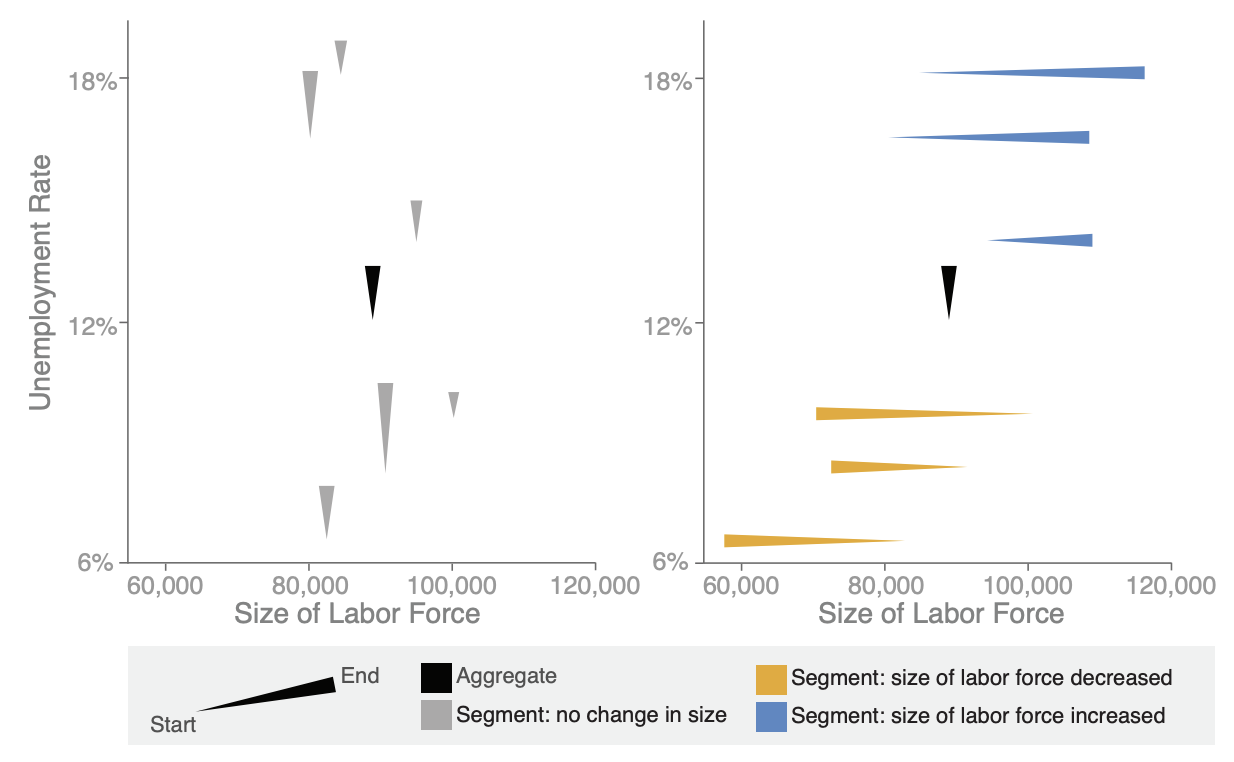 18%
12%
6%
Unemployment Rate
60,000 80,000 100,000 120,000
Size of Labor Force
18%
12%
6%
60,000 80,000 100,000 120,000
Size of Labor Force
Start
End
Aggregate
Segment: no change in size
Segment: size of labor force decreased
Segment: size of labor force increased